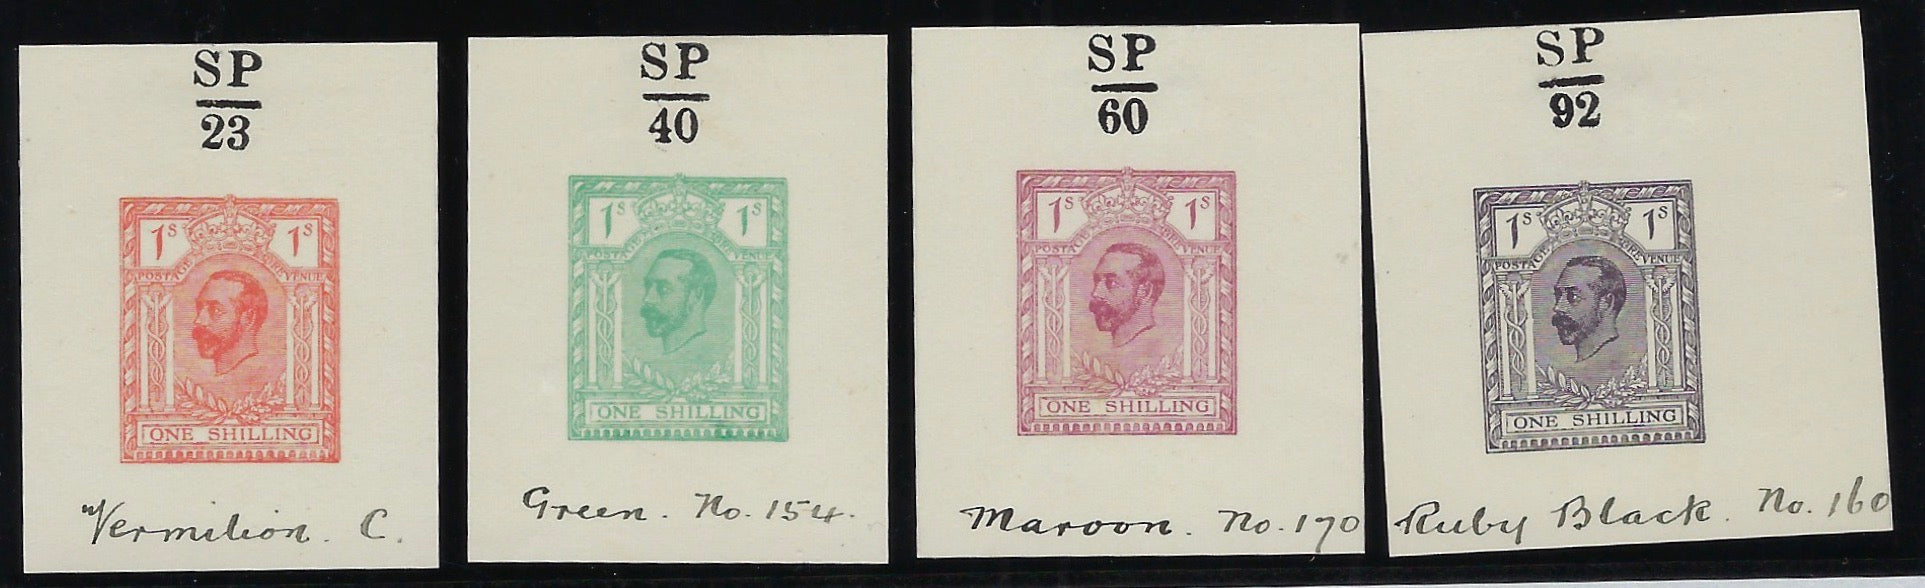 SP
23
1s 1s
POSTAGE REVENUE
ONE SHILLING
Vermilion. C.
SP
40
1s 1s
POSTAGE REVENUE
ONE SHILLING
Green. No. 154.
SP
60
1s 1s
POSTAGE REVENUE
ONE SHILLING
Maroon. No. 170
SP
92
1s 1s
POSTAGE REVENUE
ONE SHILLING
Ruby Black. No. 160